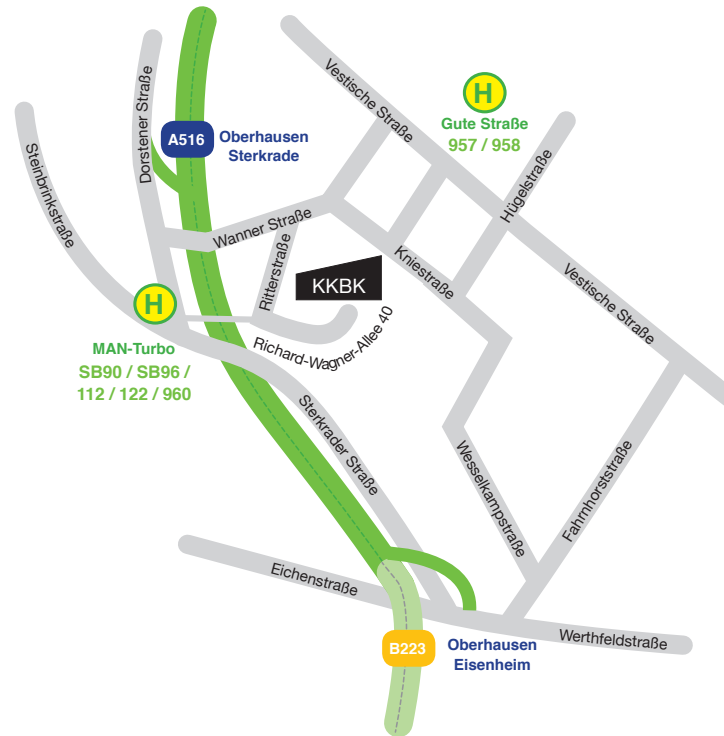 Vestische Straße
H
Gute Straße
957 / 958
Dorstener Straße
A516
Oberhausen
Sterkrade
Steinbrinkstraße
Hügelstraße
Wanner Straße
Ritterstraße
KKBK
Kniestraße
Vestische Straße
H
MAN-Turbo
SB90 / SB96 /
112 / 122 / 960
Richard-Wagner-Allee 40
Sterkrader Straße
Wesselkampstraße
Fahrnhorststraße
Eichenstraße
B223
Oberhausen
Eisenheim
Werthfeldstraße